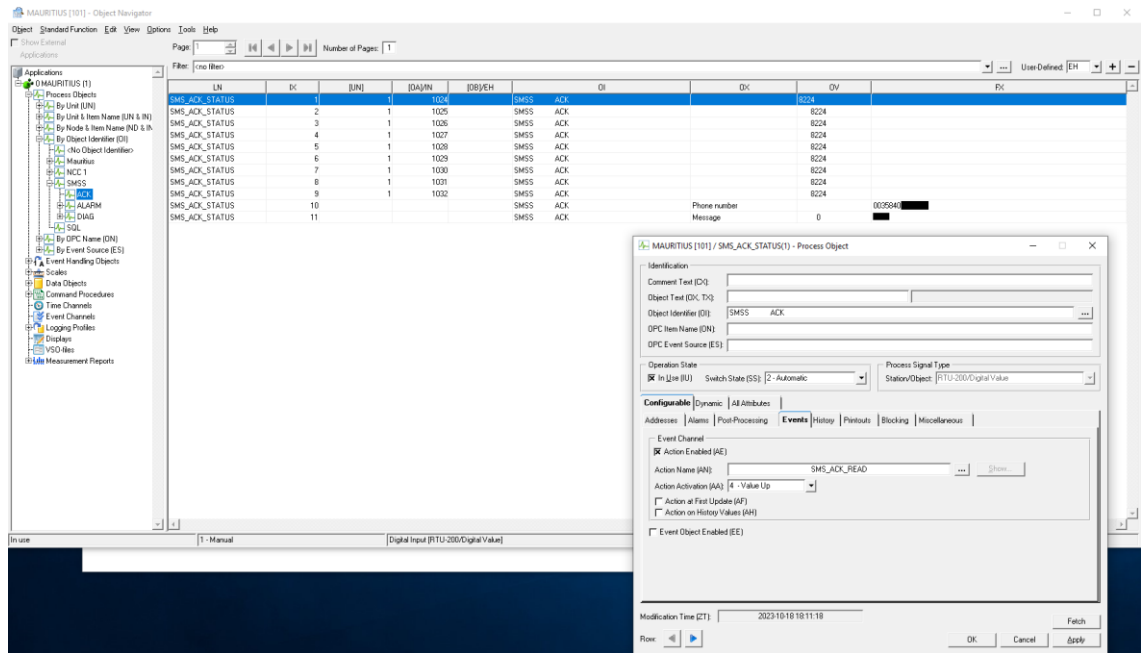 MAURITIUS [101] - Object Navigator
Object Standard Function Edit View Options Tools Help
Show External
Applications
Page: 1 Number of Pages: 1
Filter: <no filter> ... User-Defined: EH + −
Applications
0 MAURITIUS (1)
Process Objects
By Unit (UN)
By Unit & Item Name (UN & IN)
By Node & Item Name (ND & IN
By Object Identifier (OI)
<No Object Identifier>
Mauritius
NCC 1
SMSS
ACK
ALARM
DIAG
SQL
By OPC Name (ON)
By Event Source (ES)
Event Handling Objects
Scales
Data Objects
Command Procedures
Time Channels
Event Channels
Logging Profiles
Displays
VSO-files
Measurement Reports
LN IX [UN] [OA]/IN [OB]/EH OI OX OV RX
SMS_ACK_STATUS 1 1 1024 SMSS ACK 8224
SMS_ACK_STATUS 2 1 1025 SMSS ACK 8224
SMS_ACK_STATUS 3 1 1026 SMSS ACK 8224
SMS_ACK_STATUS 4 1 1027 SMSS ACK 8224
SMS_ACK_STATUS 5 1 1028 SMSS ACK 8224
SMS_ACK_STATUS 6 1 1029 SMSS ACK 8224
SMS_ACK_STATUS 7 1 1030 SMSS ACK 8224
SMS_ACK_STATUS 8 1 1031 SMSS ACK 8224
SMS_ACK_STATUS 9 1 1032 SMSS ACK 8224
SMS_ACK_STATUS 10 SMSS ACK Phone number 0035840
SMS_ACK_STATUS 11 SMSS ACK Message 0
In use 1 - Manual Digital Input [RTU-200/Digital Value]
MAURITIUS [101] / SMS_ACK_STATUS(1) - Process Object
Identification
Comment Text (CX):
Object Text (OX, TX):
Object Identifier (OI): SMSS ACK ...
OPC Item Name (ON):
OPC Event Source (ES):
Operation State
In Use (IU) Switch State (SS): 2 - Automatic
Process Signal Type
Station/Object: RTU-200/Digital Value
Configurable Dynamic All Attributes
Addresses Alarms Post-Processing Events History Printouts Blocking Miscellaneous
Event Channel
Action Enabled (AE)
Action Name (AN): SMS_ACK_READ ... Show...
Action Activation (AA): 4 - Value Up
Action at First Update (AF)
Action on History Values (AH)
Event Object Enabled (EE)
Modification Time (ZT): 2023-10-18 18:11:18
Fetch
Row:
OK Cancel Apply